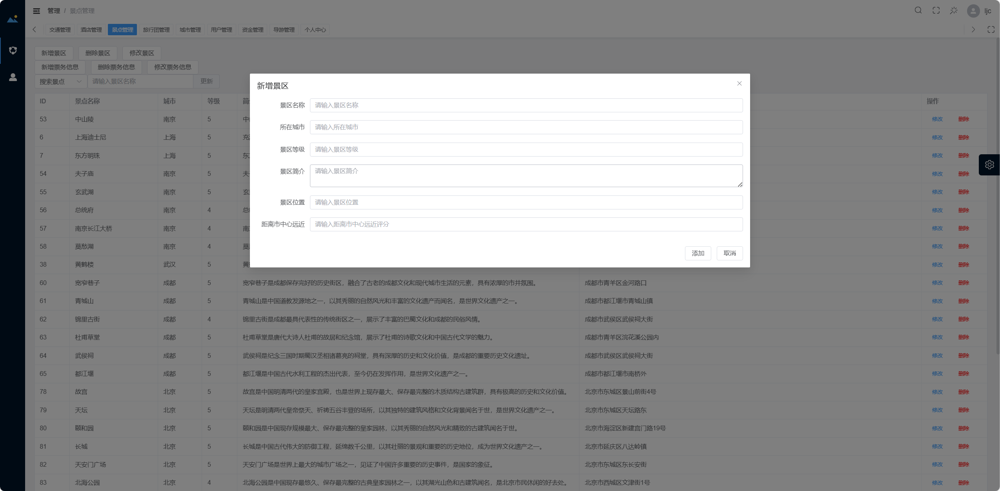 管理 / 景点管理
ljc
交通管理 酒店管理 景点管理 旅行团管理 城市管理 用户管理 资金管理 导游管理 个人中心
新增景区 删除景区 修改景区
新增票务信息 删除票务信息 修改票务信息
搜索景点 请输入景区名称 更新
新增景区
景区名称 请输入景区名称
所在城市 请输入所在城市
景区等级 请输入景区等级
景区简介 请输入景区简介
景区位置 请输入景区位置
距离市中心远近 请输入距离市中心远近评分
添加 取消
ID 景点名称 城市 等级 操作
53 中山陵 南京 5 修改 删除
6 上海迪士尼 上海 5 修改 删除
7 东方明珠 上海 5 修改 删除
54 夫子庙 南京 5 修改 删除
55 玄武湖 南京 5 修改 删除
56 总统府 南京 4 修改 删除
57 南京长江大桥 南京 4 修改 删除
58 莫愁湖 南京 4 修改 删除
38 黄鹤楼 武汉 5 修改 删除
60 宽窄巷子 成都 5 宽窄巷子是成都保存完好的历史街区，融合了古老的成都文化和现代城市生活的元素，具有浓厚的市井氛围。 成都市青羊区金河路口 修改 删除
61 青城山 成都 5 青城山是中国道教发源地之一，以其秀丽的自然风光和丰富的文化遗产而闻名，是世界文化遗产之一。 成都市都江堰市青城山镇 修改 删除
62 锦里古街 成都 4 锦里古街是成都最具代表性的传统街区之一，展示了丰富的巴蜀文化和成都的民俗风情。 成都市武侯区武侯祠大街 修改 删除
63 杜甫草堂 成都 5 杜甫草堂是唐代大诗人杜甫的故居和纪念馆，展示了杜甫的诗歌文化和中国古代文学的魅力。 成都市青羊区浣花溪公园内 修改 删除
64 武侯祠 成都 5 武侯祠是纪念三国时期蜀汉丞相诸葛亮的祠堂，具有深厚的历史和文化价值，是成都的重要历史文化遗址。 成都市武侯区武侯祠大街 修改 删除
65 都江堰 成都 5 都江堰是中国古代水利工程的杰出代表，至今仍在发挥作用，是世界文化遗产之一。 成都市都江堰市南桥外 修改 删除
78 故宫 北京 5 故宫是中国明清两代的皇家宫殿，也是世界上现存最大、保存最完整的木质结构古建筑群，具有极高的历史和文化价值。 北京市东城区景山前街4号 修改 删除
79 天坛 北京 5 天坛是明清两代皇帝祭天、祈祷五谷丰登的场所，以其独特的建筑风格和文化背景闻名于世，是世界文化遗产之一。 北京市东城区天坛路东 修改 删除
80 颐和园 北京 5 颐和园是中国现存规模最大、保存最完整的皇家园林，以其秀丽的自然风光和精致的古建筑闻名于世。 北京市海淀区新建宫门路19号 修改 删除
81 长城 北京 5 长城是中国古代伟大的防御工程，延绵数千公里，以其壮丽的景观和重要的历史地位，成为世界文化遗产之一。 北京市延庆区八达岭镇 修改 删除
82 天安门广场 北京 5 天安门广场是世界上最大的城市广场之一，见证了中国许多重要的历史事件，是国家的象征。 北京市东城区东长安街 修改 删除
83 北海公园 北京 4 北海公园是中国现存最悠久、保存最完整的古典皇家园林之一，以其湖光山色和古建筑闻名，是北京市民休闲的好去处。 北京市西城区文津街1号 修改 删除